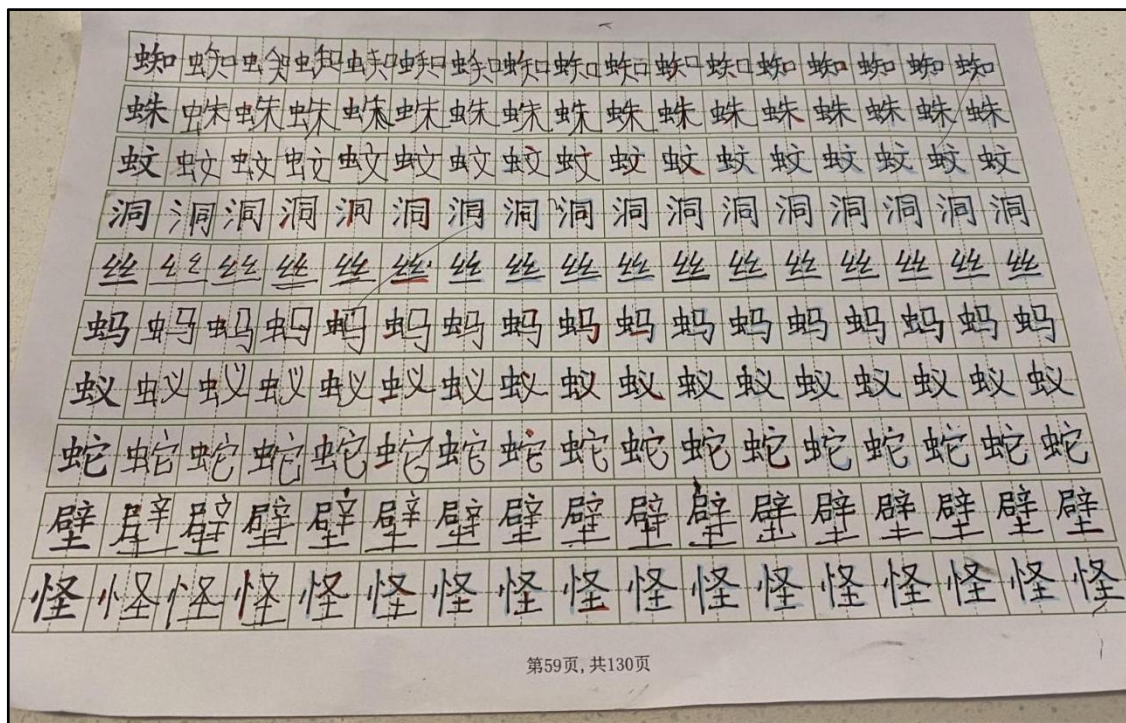 蜘蜘蜘蜘蜘蜘蜘蜘蜘蜘蜘蜘蜘蜘蜘蜘蜘
蛛蛛蛛蛛蛛蛛蛛蛛蛛蛛蛛蛛蛛蛛蛛蛛蛛
蚊蚊蚊蚊蚊蚊蚊蚊蚊蚊蚊蚊蚊蚊蚊蚊蚊
洞洞洞洞洞洞洞洞洞洞洞洞洞洞洞洞洞
丝丝丝丝丝丝丝丝丝丝丝丝丝丝丝丝丝
蚂蚂蚂蚂蚂蚂蚂蚂蚂蚂蚂蚂蚂蚂蚂蚂蚂
蚁蚁蚁蚁蚁蚁蚁蚁蚁蚁蚁蚁蚁蚁蚁蚁蚁
蛇蛇蛇蛇蛇蛇蛇蛇蛇蛇蛇蛇蛇蛇蛇蛇蛇
壁壁壁壁壁壁壁壁壁壁壁壁壁壁壁壁壁
怪怪怪怪怪怪怪怪怪怪怪怪怪怪怪怪怪
第59页,共130页